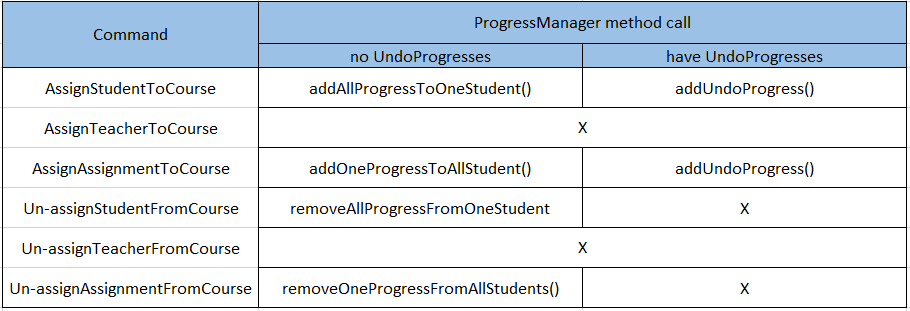 Command
ProgressManager method call
no UndoProgresses
have UndoProgresses
AssignStudentToCourse
addAllProgressToOneStudent()
addUndoProgress()
AssignTeacherToCourse
X
AssignAssignmentToCourse
addOneProgressToAllStudent()
addUndoProgress()
Un-assignStudentFromCourse
removeAllProgressFromOneStudent
X
Un-assignTeacherFromCourse
X
Un-assignAssignmentFromCourse
removeOneProgressFromAllStudents()
X